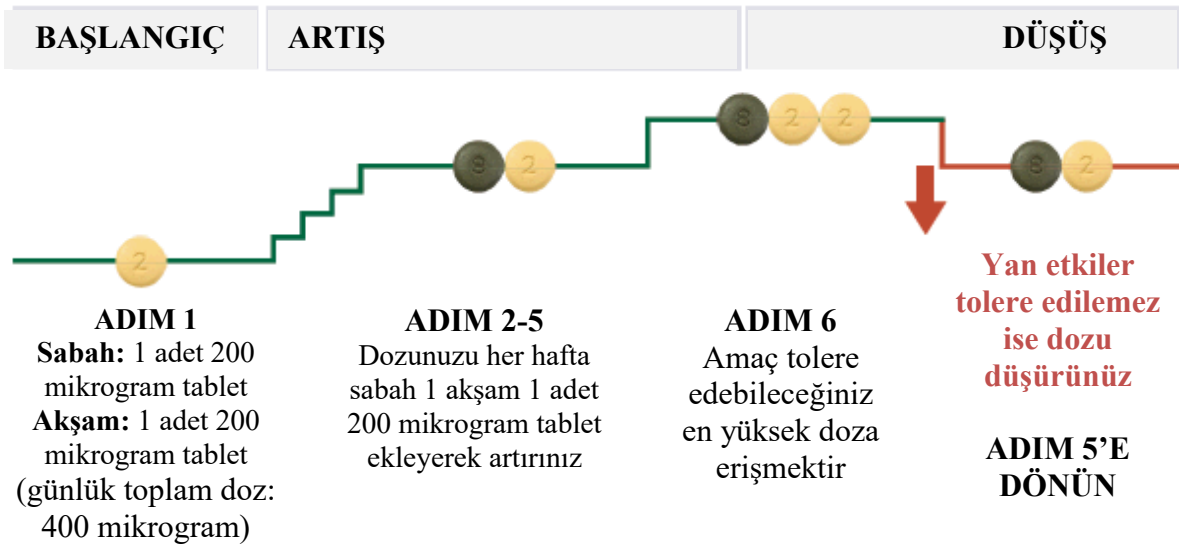 BAŞLANGIÇ
ARTIŞ
DÜŞÜŞ
2
8 2
8 2 2
8 2
ADIM 1
Sabah: 1 adet 200
mikrogram tablet
Akşam: 1 adet 200
mikrogram tablet
(günlük toplam doz:
400 mikrogram)
ADIM 2-5
Dozunuzu her hafta
sabah 1 akşam 1 adet
200 mikrogram tablet
ekleyerek artırınız
ADIM 6
Amaç tolere
edebileceğiniz
en yüksek doza
erişmektir
Yan etkiler
tolere edilemez
ise dozu
düşürünüz
ADIM 5’E
DÖNÜN